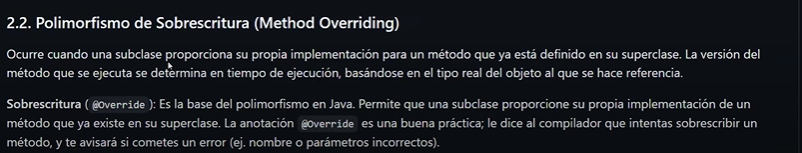 2.2. Polimorfismo de Sobrescritura (Method Overriding)
Ocurre cuando una subclase proporciona su propia implementación para un método que ya está definido en su superclase. La versión del
método que se ejecuta se determina en tiempo de ejecución, basándose en el tipo real del objeto al que se hace referencia.
Sobrescritura ( @Override ): Es la base del polimorfismo en Java. Permite que una subclase proporcione su propia implementación de un
método que ya existe en su superclase. La anotación @Override es una buena práctica; le dice al compilador que intentas sobrescribir un
método, y te avisará si cometes un error (ej. nombre o parámetros incorrectos).